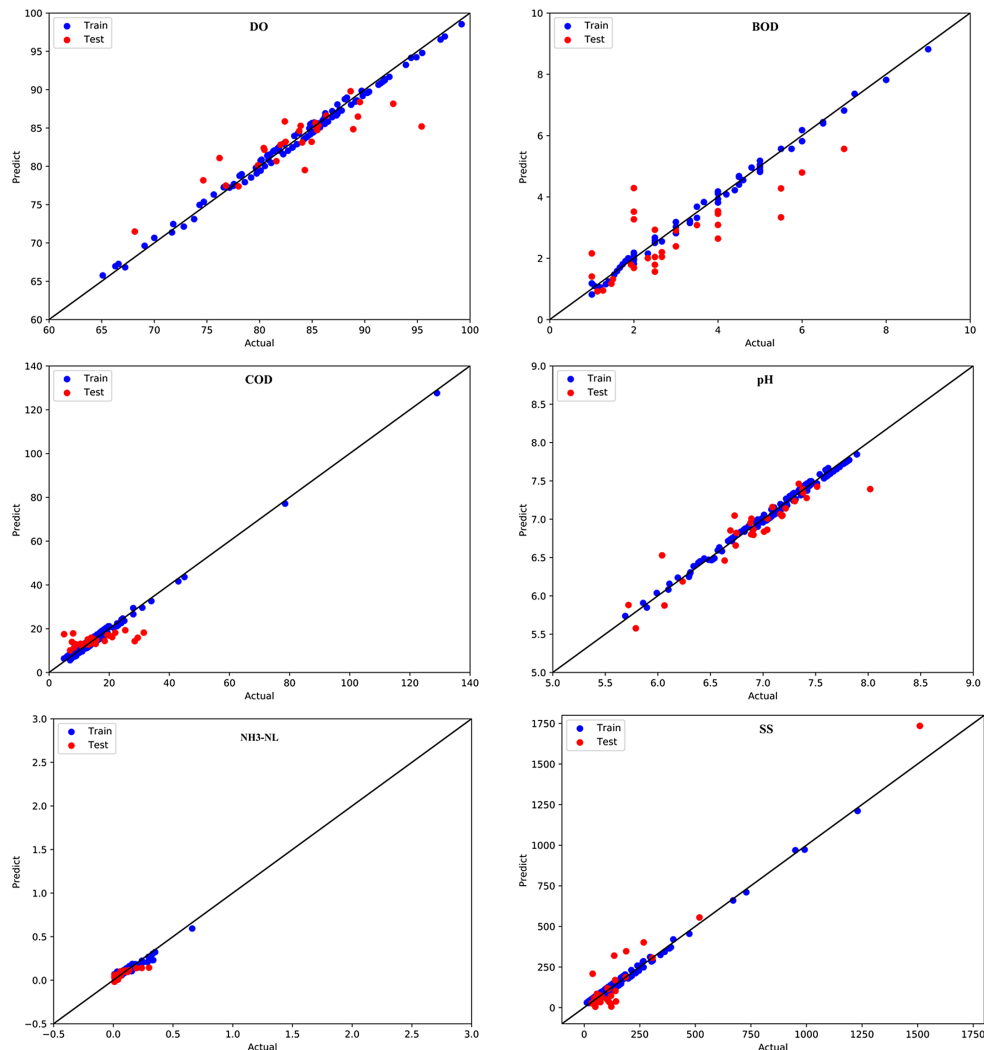 DO
Train
Test
100
95
90
85
80
75
70
65
60
Predict
60 65 70 75 80 85 90 95 100
Actual
BOD
Train
Test
10
8
6
4
2
0
Predict
0 2 4 6 8 10
Actual
COD
Train
Test
140
120
100
80
60
40
20
0
Predict
0 20 40 60 80 100 120 140
Actual
pH
Train
Test
9.0
8.5
8.0
7.5
7.0
6.5
6.0
5.5
5.0
Predict
5.0 5.5 6.0 6.5 7.0 7.5 8.0 8.5 9.0
Actual
NH3-NL
Train
Test
3.0
2.5
2.0
1.5
1.0
0.5
0.0
−0.5
Predict
−0.5 0.0 0.5 1.0 1.5 2.0 2.5 3.0
Actual
SS
Train
Test
1750
1500
1250
1000
750
500
250
0
Predict
0 250 500 750 1000 1250 1500 1750
Actual